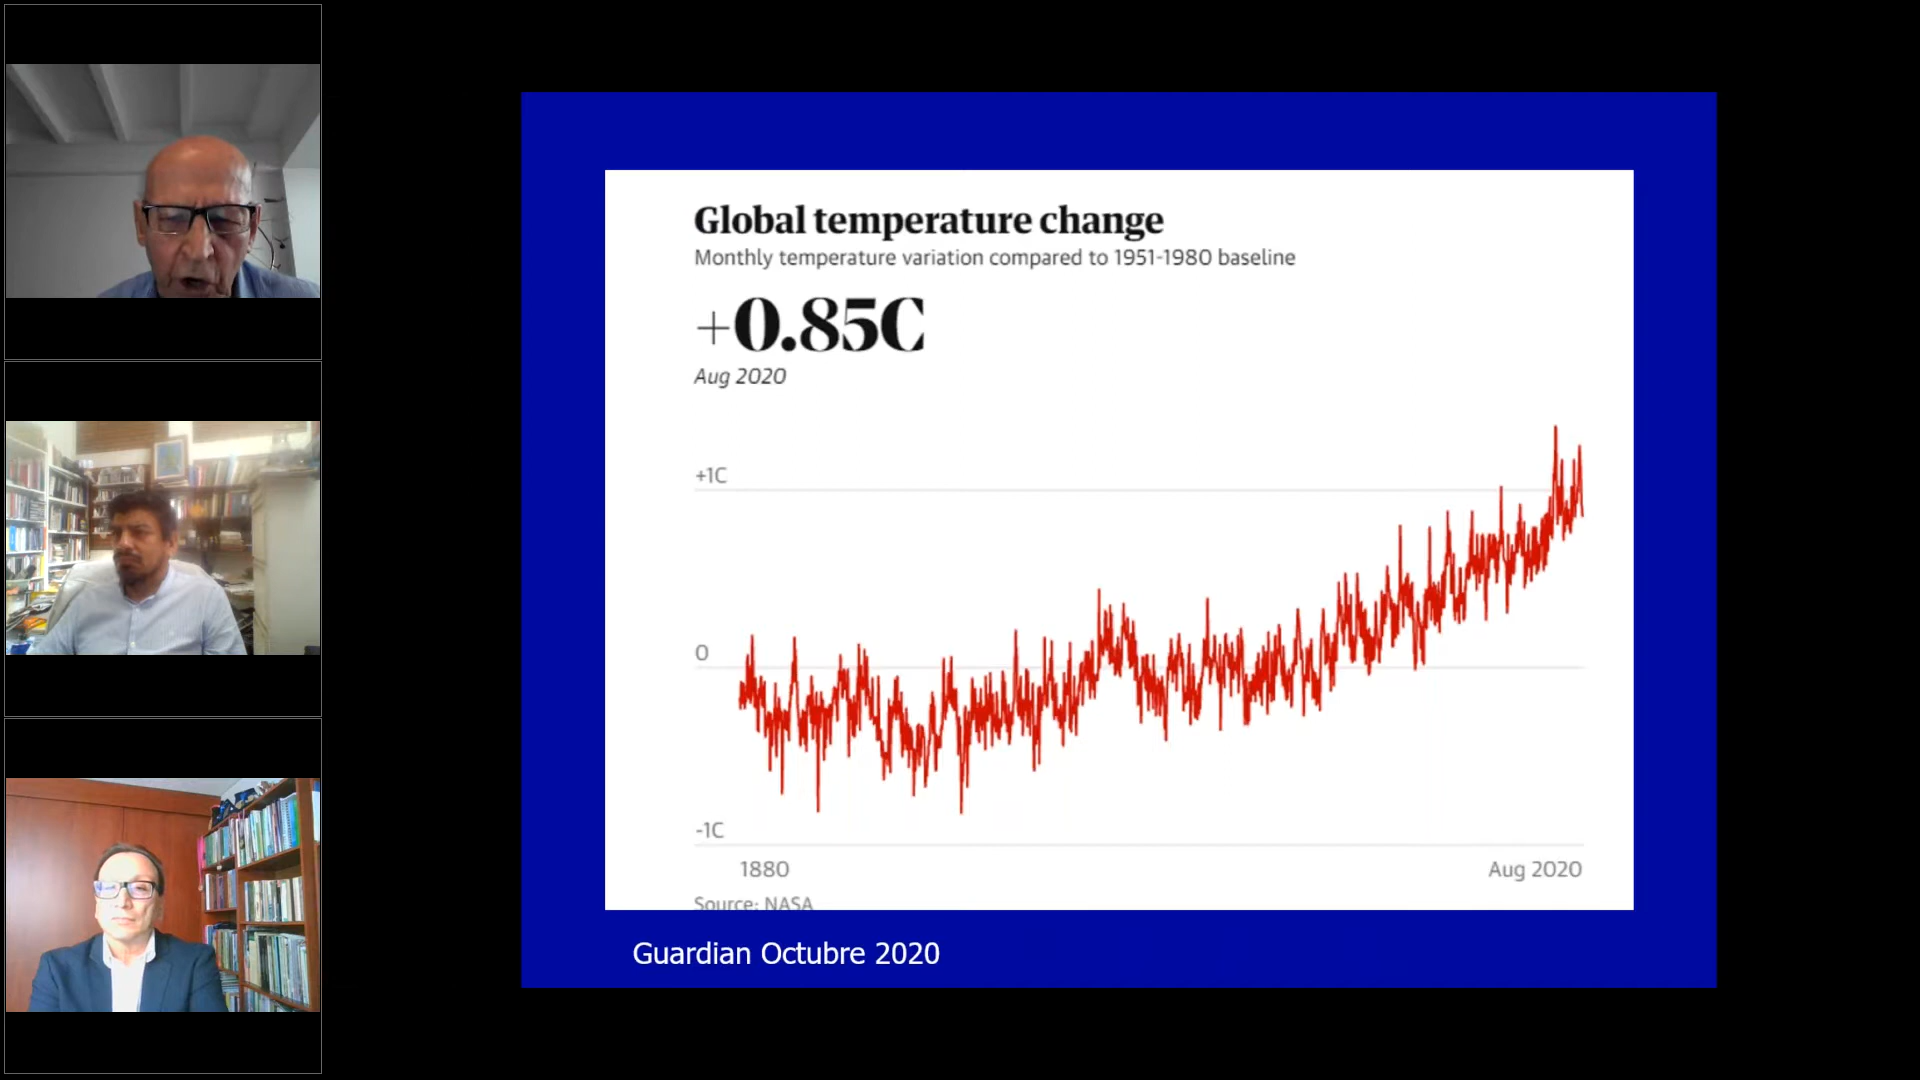 Global temperature change
Monthly temperature variation compared to 1951-1980 baseline
+0.85C
Aug 2020
+1C
0
-1C
1880 Aug 2020
Source: NASA
Guardian Octubre 2020